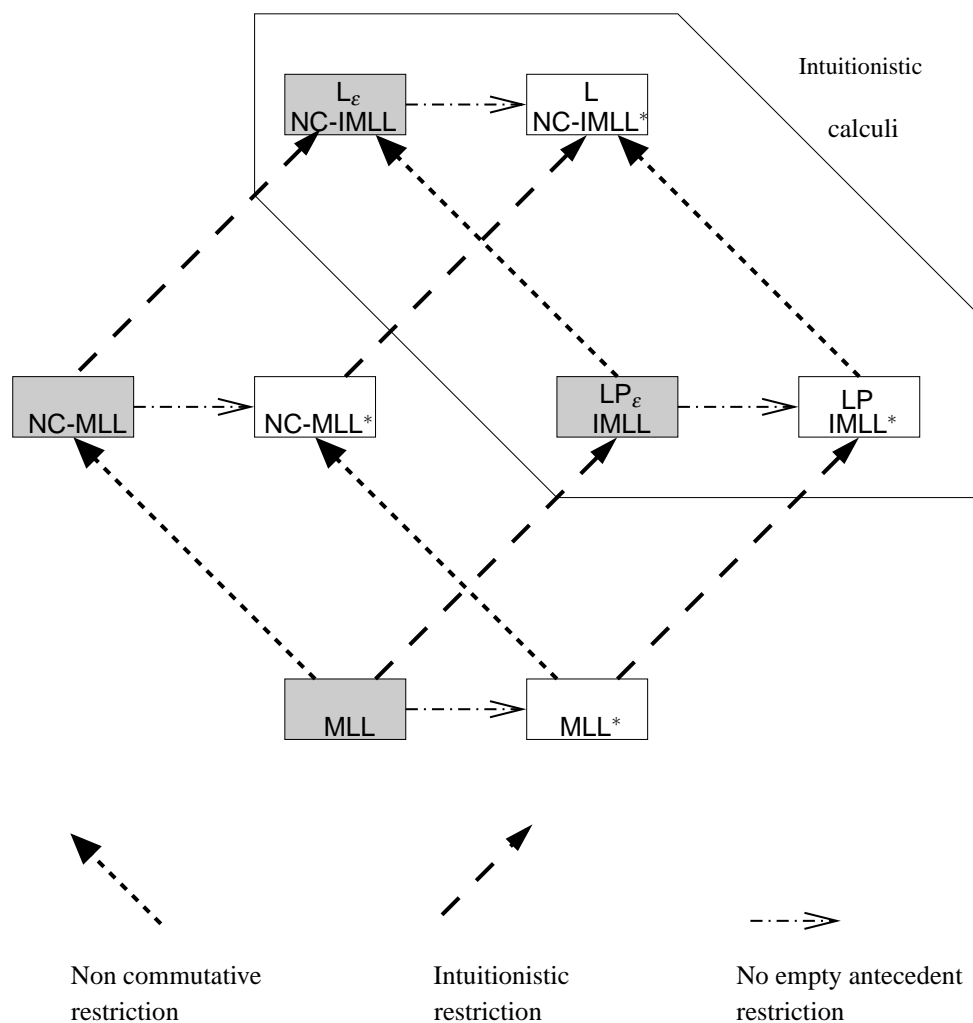 Intuitionistic
calculi
Lε
NC-IMLL
L
NC-IMLL*
NC-MLL
NC-MLL*
LPε
IMLL
LP
IMLL*
MLL
MLL*
Non commutative
restriction
Intuitionistic
restriction
No empty antecedent
restriction